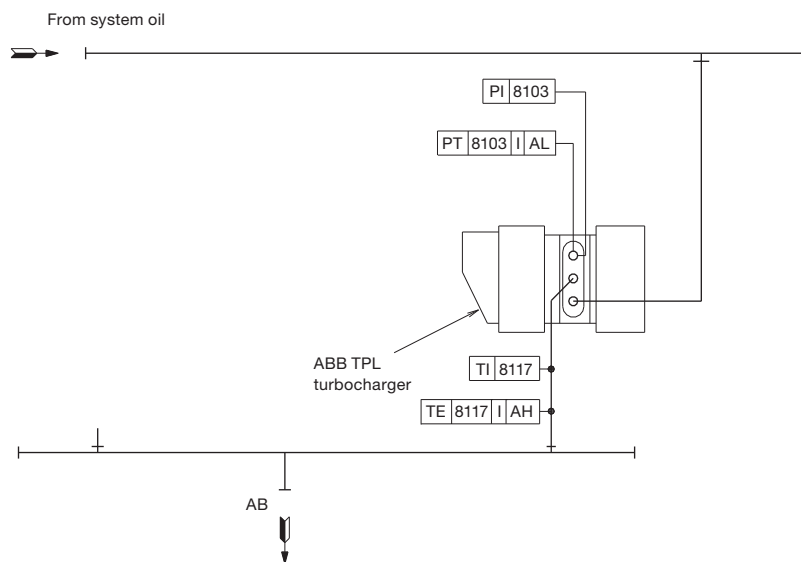 From system oil
PI 8103
PT 8103 I AL
ABB TPL
turbocharger
TI 8117
TE 8117 I AH
AB